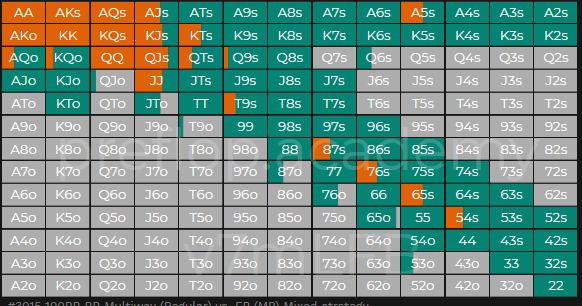 AA AKs AQs AJs ATs A9s A8s A7s A6s A5s A4s A3s A2s
AKo KK KQs KJs KTs K9s K8s K7s K6s K5s K4s K3s K2s
AQo KQo QQ QJs QTs Q9s Q8s Q7s Q6s Q5s Q4s Q3s Q2s
AJo KJo QJo JJ JTs J9s J8s J7s J6s J5s J4s J3s J2s
ATo KTo QTo JTo TT T9s T8s T7s T6s T5s T4s T3s T2s
A9o K9o Q9o J9o T9o 99 98s 97s 96s 95s 94s 93s 92s
A8o K8o Q8o J8o T8o 98o 88 87s 86s 85s 84s 83s 82s
preflop.academy
A7o K7o Q7o J7o T7o 97o 87o 77 76s 75s 74s 73s 72s
A6o K6o Q6o J6o T6o 96o 86o 76o 66 65s 64s 63s 62s
A5o K5o Q5o J5o T5o 95o 85o 75o 65o 55 54s 53s 52s
A4o K4o Q4o J4o T4o 94o 84o 74o 64o 54o 44 43s 42s
A3o K3o Q3o J3o T3o 93o 83o 73o 63o 53o 43o 33 32s
A2o K2o Q2o J2o T2o 92o 82o 72o 62o 52o 42o 32o 22
#3015 100BB BB Multiway (Regular) vs. EP (MP) Mixed strategy